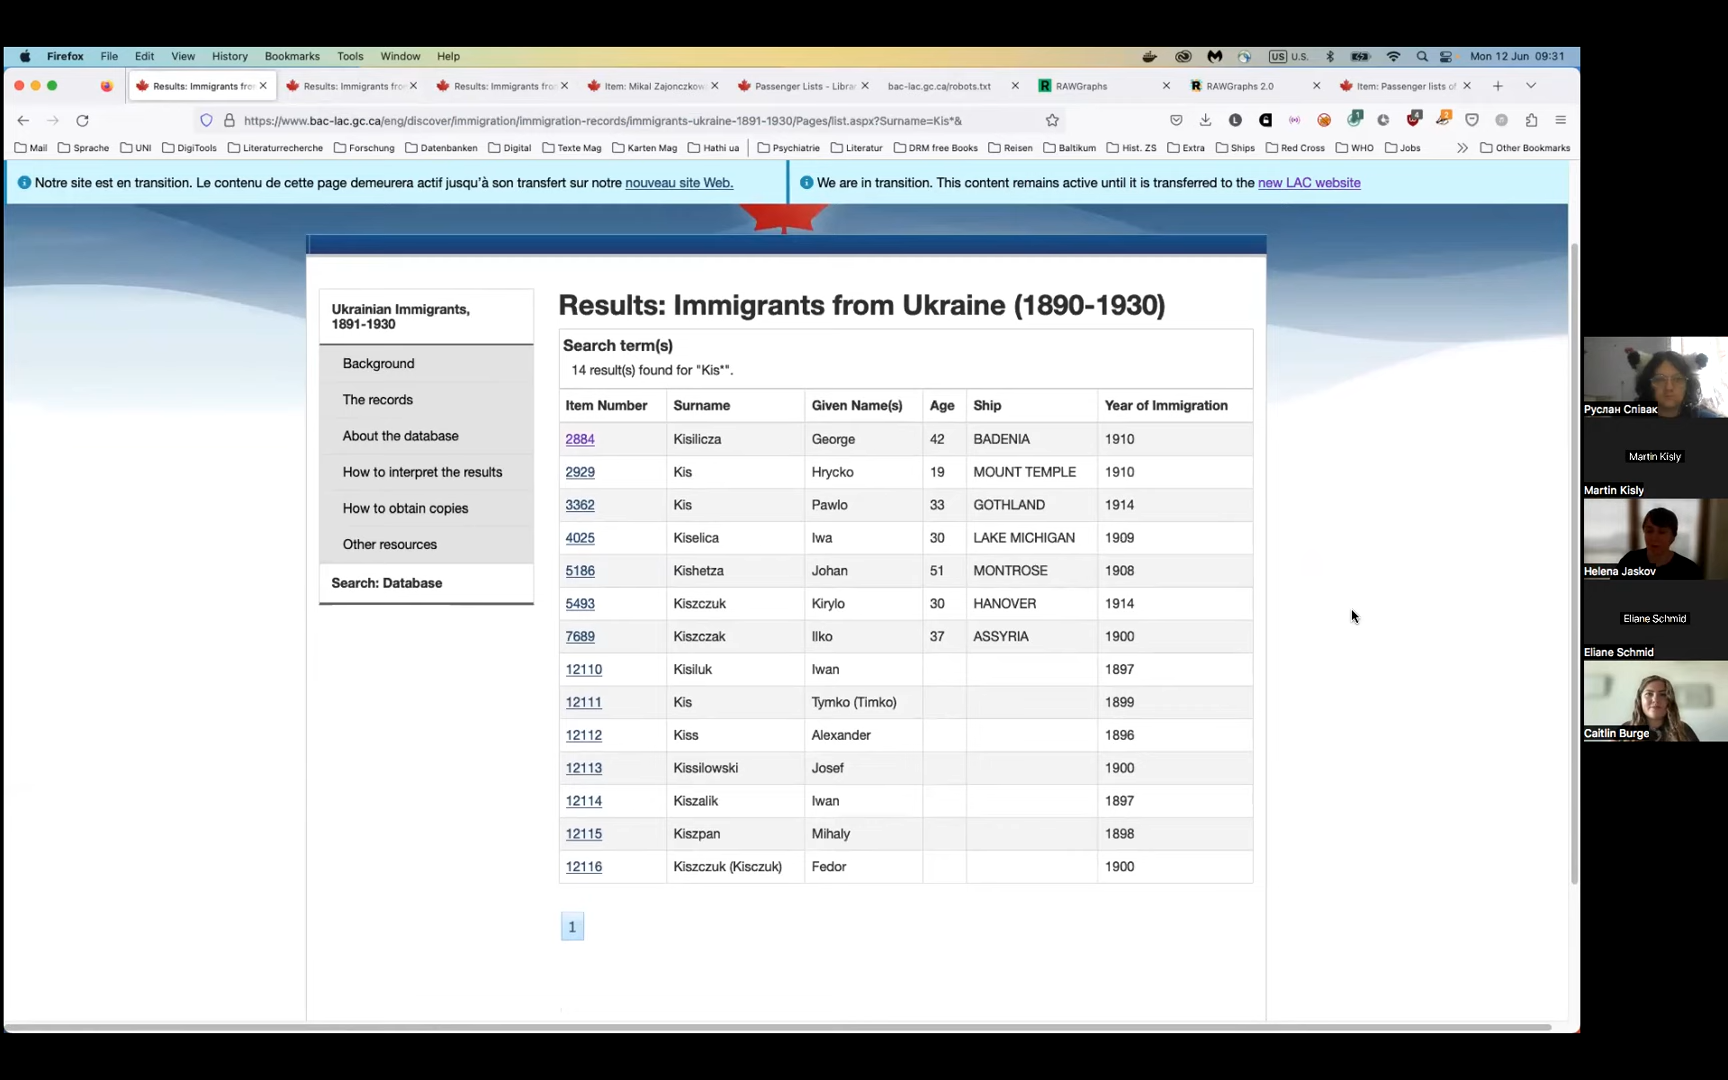 Firefox File Edit View History Bookmarks Tools Window Help
US U.S. Mon 12 Jun 09:31
Results: Immigrants fro
Results: Immigrants fro
Results: Immigrants fro
Item: Mikal Zajonczkow
Passenger Lists - Libra
bac-lac.gc.ca/robots.txt
RAWGraphs
RAWGraphs 2.0
Item: Passenger lists o
https://www.bac-lac.gc.ca/eng/discover/immigration/immigration-records/immigrants-ukraine-1891-1930/Pages/list.aspx?Surname=Kis*&
Mail Sprache UNI DigiTools Literaturrecherche Forschung Datenbanken Digital Texte Mag Karten Mag Hathi ua Psychiatrie Literatur DRM free Books Reisen Baltikum Hist. ZS Extra Ships Red Cross WHO Jobs Other Bookmarks
Notre site est en transition. Le contenu de cette page demeurera actif jusqu'à son transfert sur notre nouveau site Web.
We are in transition. This content remains active until it is transferred to the new LAC website
Ukrainian Immigrants,
1891-1930
Background
The records
About the database
How to interpret the results
How to obtain copies
Other resources
Search: Database
Results: Immigrants from Ukraine (1890-1930)
Search term(s)
14 result(s) found for "Kis*".
Item Number Surname Given Name(s) Age Ship Year of Immigration
2884 Kisilicza George 42 BADENIA 1910
2929 Kis Hrycko 19 MOUNT TEMPLE 1910
3362 Kis Pawlo 33 GOTHLAND 1914
4025 Kiselica Iwa 30 LAKE MICHIGAN 1909
5186 Kishetza Johan 51 MONTROSE 1908
5493 Kiszczuk Kirylo 30 HANOVER 1914
7689 Kiszczak Ilko 37 ASSYRIA 1900
12110 Kisiluk Iwan 1897
12111 Kis Tymko (Timko) 1899
12112 Kiss Alexander 1896
12113 Kissilowski Josef 1900
12114 Kiszalik Iwan 1897
12115 Kiszpan Mihaly 1898
12116 Kiszczuk (Kisczuk) Fedor 1900
1
Руслан Співак
Martin Kisly
Martin Kisly
Helena Jaskov
Eliane Schmid
Eliane Schmid
Caitlin Burge